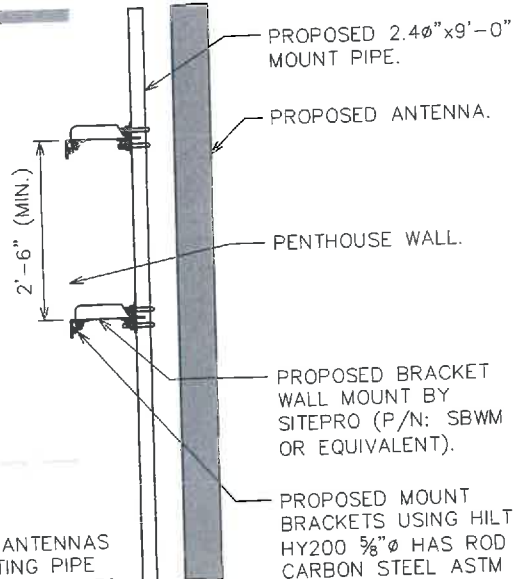 PROPOSED 2.4ø"x9'-0"
MOUNT PIPE.
PROPOSED ANTENNA.
2'-6" (MIN.)
PENTHOUSE WALL.
PROPOSED BRACKET
WALL MOUNT BY
SITEPRO (P/N: SBWM
OR EQUIVALENT).
PROPOSED MOUNT
BRACKETS USING HILT
HY200 ⅝"ø HAS ROD
CARBON STEEL ASTM
ANTENNAS
TING PIPE